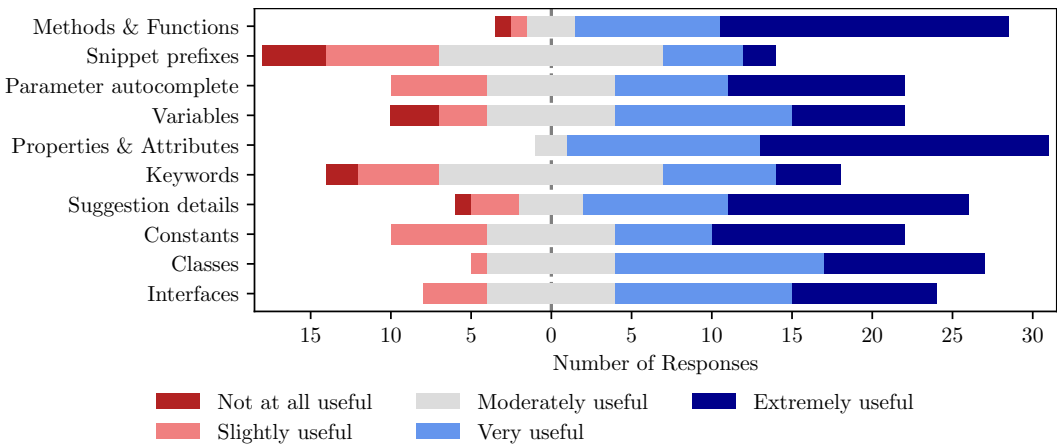 Methods & Functions
Snippet prefixes
Parameter autocomplete
Variables
Properties & Attributes
Keywords
Suggestion details
Constants
Classes
Interfaces
15 10 5 0 5 10 15 20 25 30
Number of Responses
Not at all useful Moderately useful Extremely useful
Slightly useful Very useful